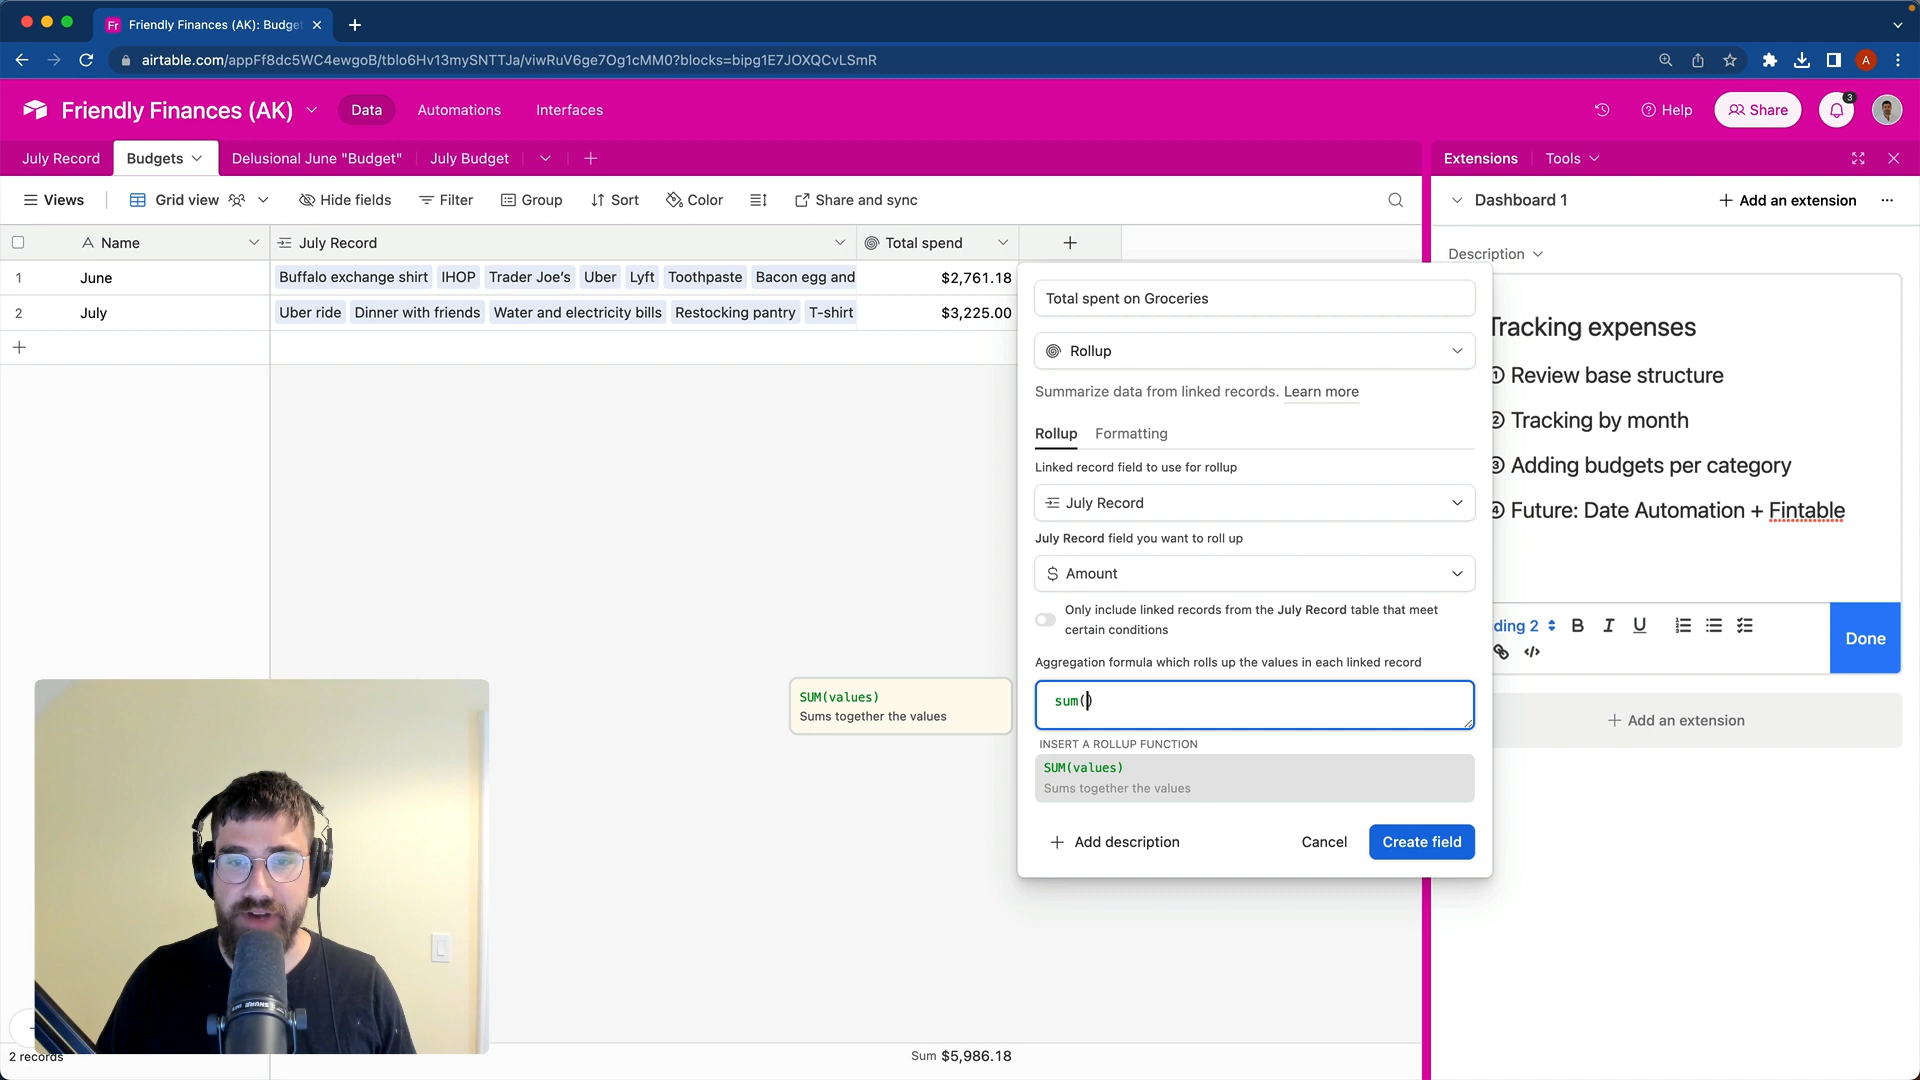 Fr Friendly Finances (AK): Budget
airtable.com/appFf8dc5WC4ewgoB/tblo6Hv13mySNTTJa/viwRuV6ge7Og1cMM0?blocks=bipg1E7JOXQCvLSmR
A
Friendly Finances (AK)
Data
Automations
Interfaces
Help
Share
3
July Record
Budgets
Delusional June "Budget"
July Budget
Extensions
Tools
Views
Grid view
Hide fields
Filter
Group
Sort
Color
Share and sync
Dashboard 1
+ Add an extension
Name
July Record
Total spend
Description
1 June Buffalo exchange shirt IHOP Trader Joe's Uber Lyft Toothpaste Bacon egg and $2,761.18
2 July Uber ride Dinner with friends Water and electricity bills Restocking pantry T-shirt $3,225.00
Total spent on Groceries
Rollup
Summarize data from linked records. Learn more
Rollup
Formatting
Linked record field to use for rollup
July Record
July Record field you want to roll up
$ Amount
Only include linked records from the July Record table that meet
certain conditions
Aggregation formula which rolls up the values in each linked record
sum()
SUM(values)
Sums together the values
INSERT A ROLLUP FUNCTION
SUM(values)
Sums together the values
+ Add description
Cancel
Create field
Tracking expenses
① Review base structure
② Tracking by month
③ Adding budgets per category
④ Future: Date Automation + Fintable
ding 2
B I U
Done
+ Add an extension
2 records
Sum $5,986.18